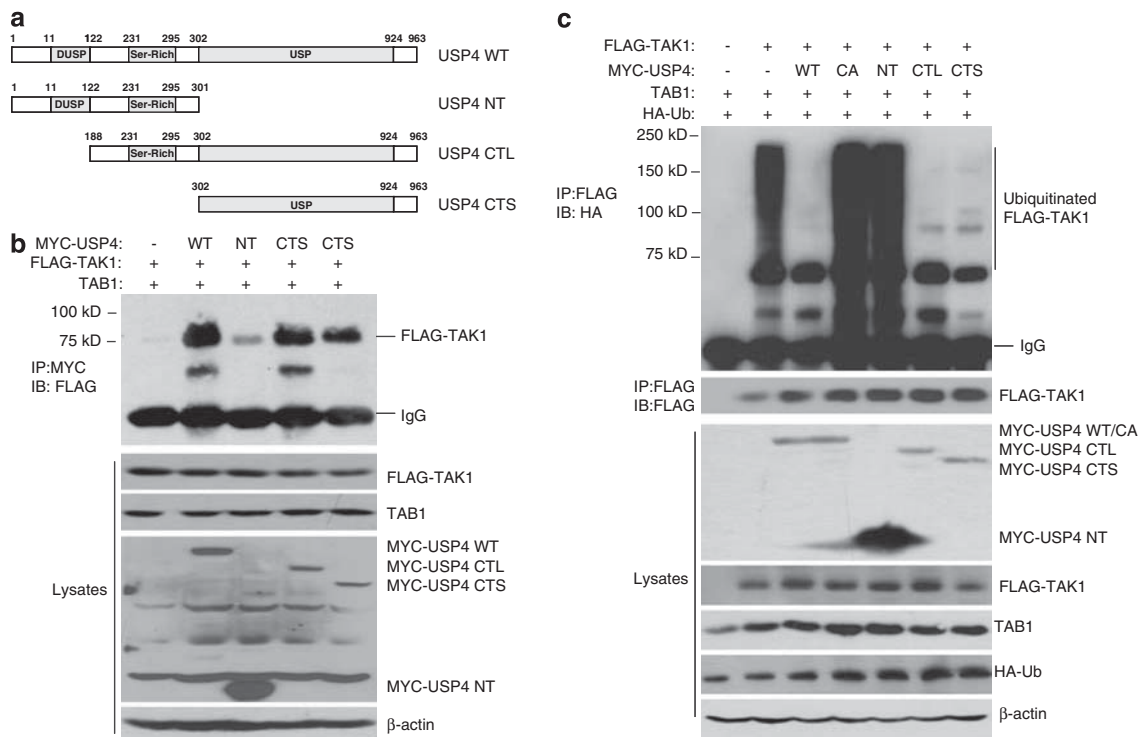 a
1 11 122 231 295 302 924 963
DUSP Ser-Rich USP
USP4 WT
1 11 122 231 295 301
DUSP Ser-Rich
USP4 NT
188 231 295 302 924 963
Ser-Rich
USP4 CTL
302 924 963
USP
USP4 CTS
b
MYC-USP4: - WT NT CTS CTS
FLAG-TAK1: + + + + +
TAB1: + + + + +
100 kD
75 kD
FLAG-TAK1
IP:MYC
IB: FLAG
IgG
FLAG-TAK1
TAB1
MYC-USP4 WT
MYC-USP4 CTL
MYC-USP4 CTS
Lysates
MYC-USP4 NT
β-actin
c
FLAG-TAK1: - + + + + + +
MYC-USP4: - - WT CA NT CTL CTS
TAB1: + + + + + + +
HA-Ub: + + + + + + +
250 kD
150 kD
IP:FLAG
IB: HA
100 kD
75 kD
Ubiquitinated
FLAG-TAK1
IgG
IP:FLAG
IB:FLAG
FLAG-TAK1
MYC-USP4 WT/CA
MYC-USP4 CTL
MYC-USP4 CTS
MYC-USP4 NT
Lysates
FLAG-TAK1
TAB1
HA-Ub
β-actin